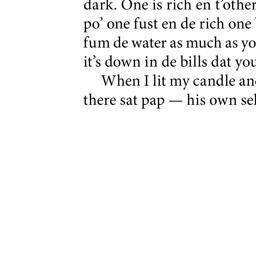 dark. One is rich en t’other
po’ one fust en de rich one
fum de water as much as yo
it’s down in de bills dat you
When I lit my candle an
there sat pap — his own sel